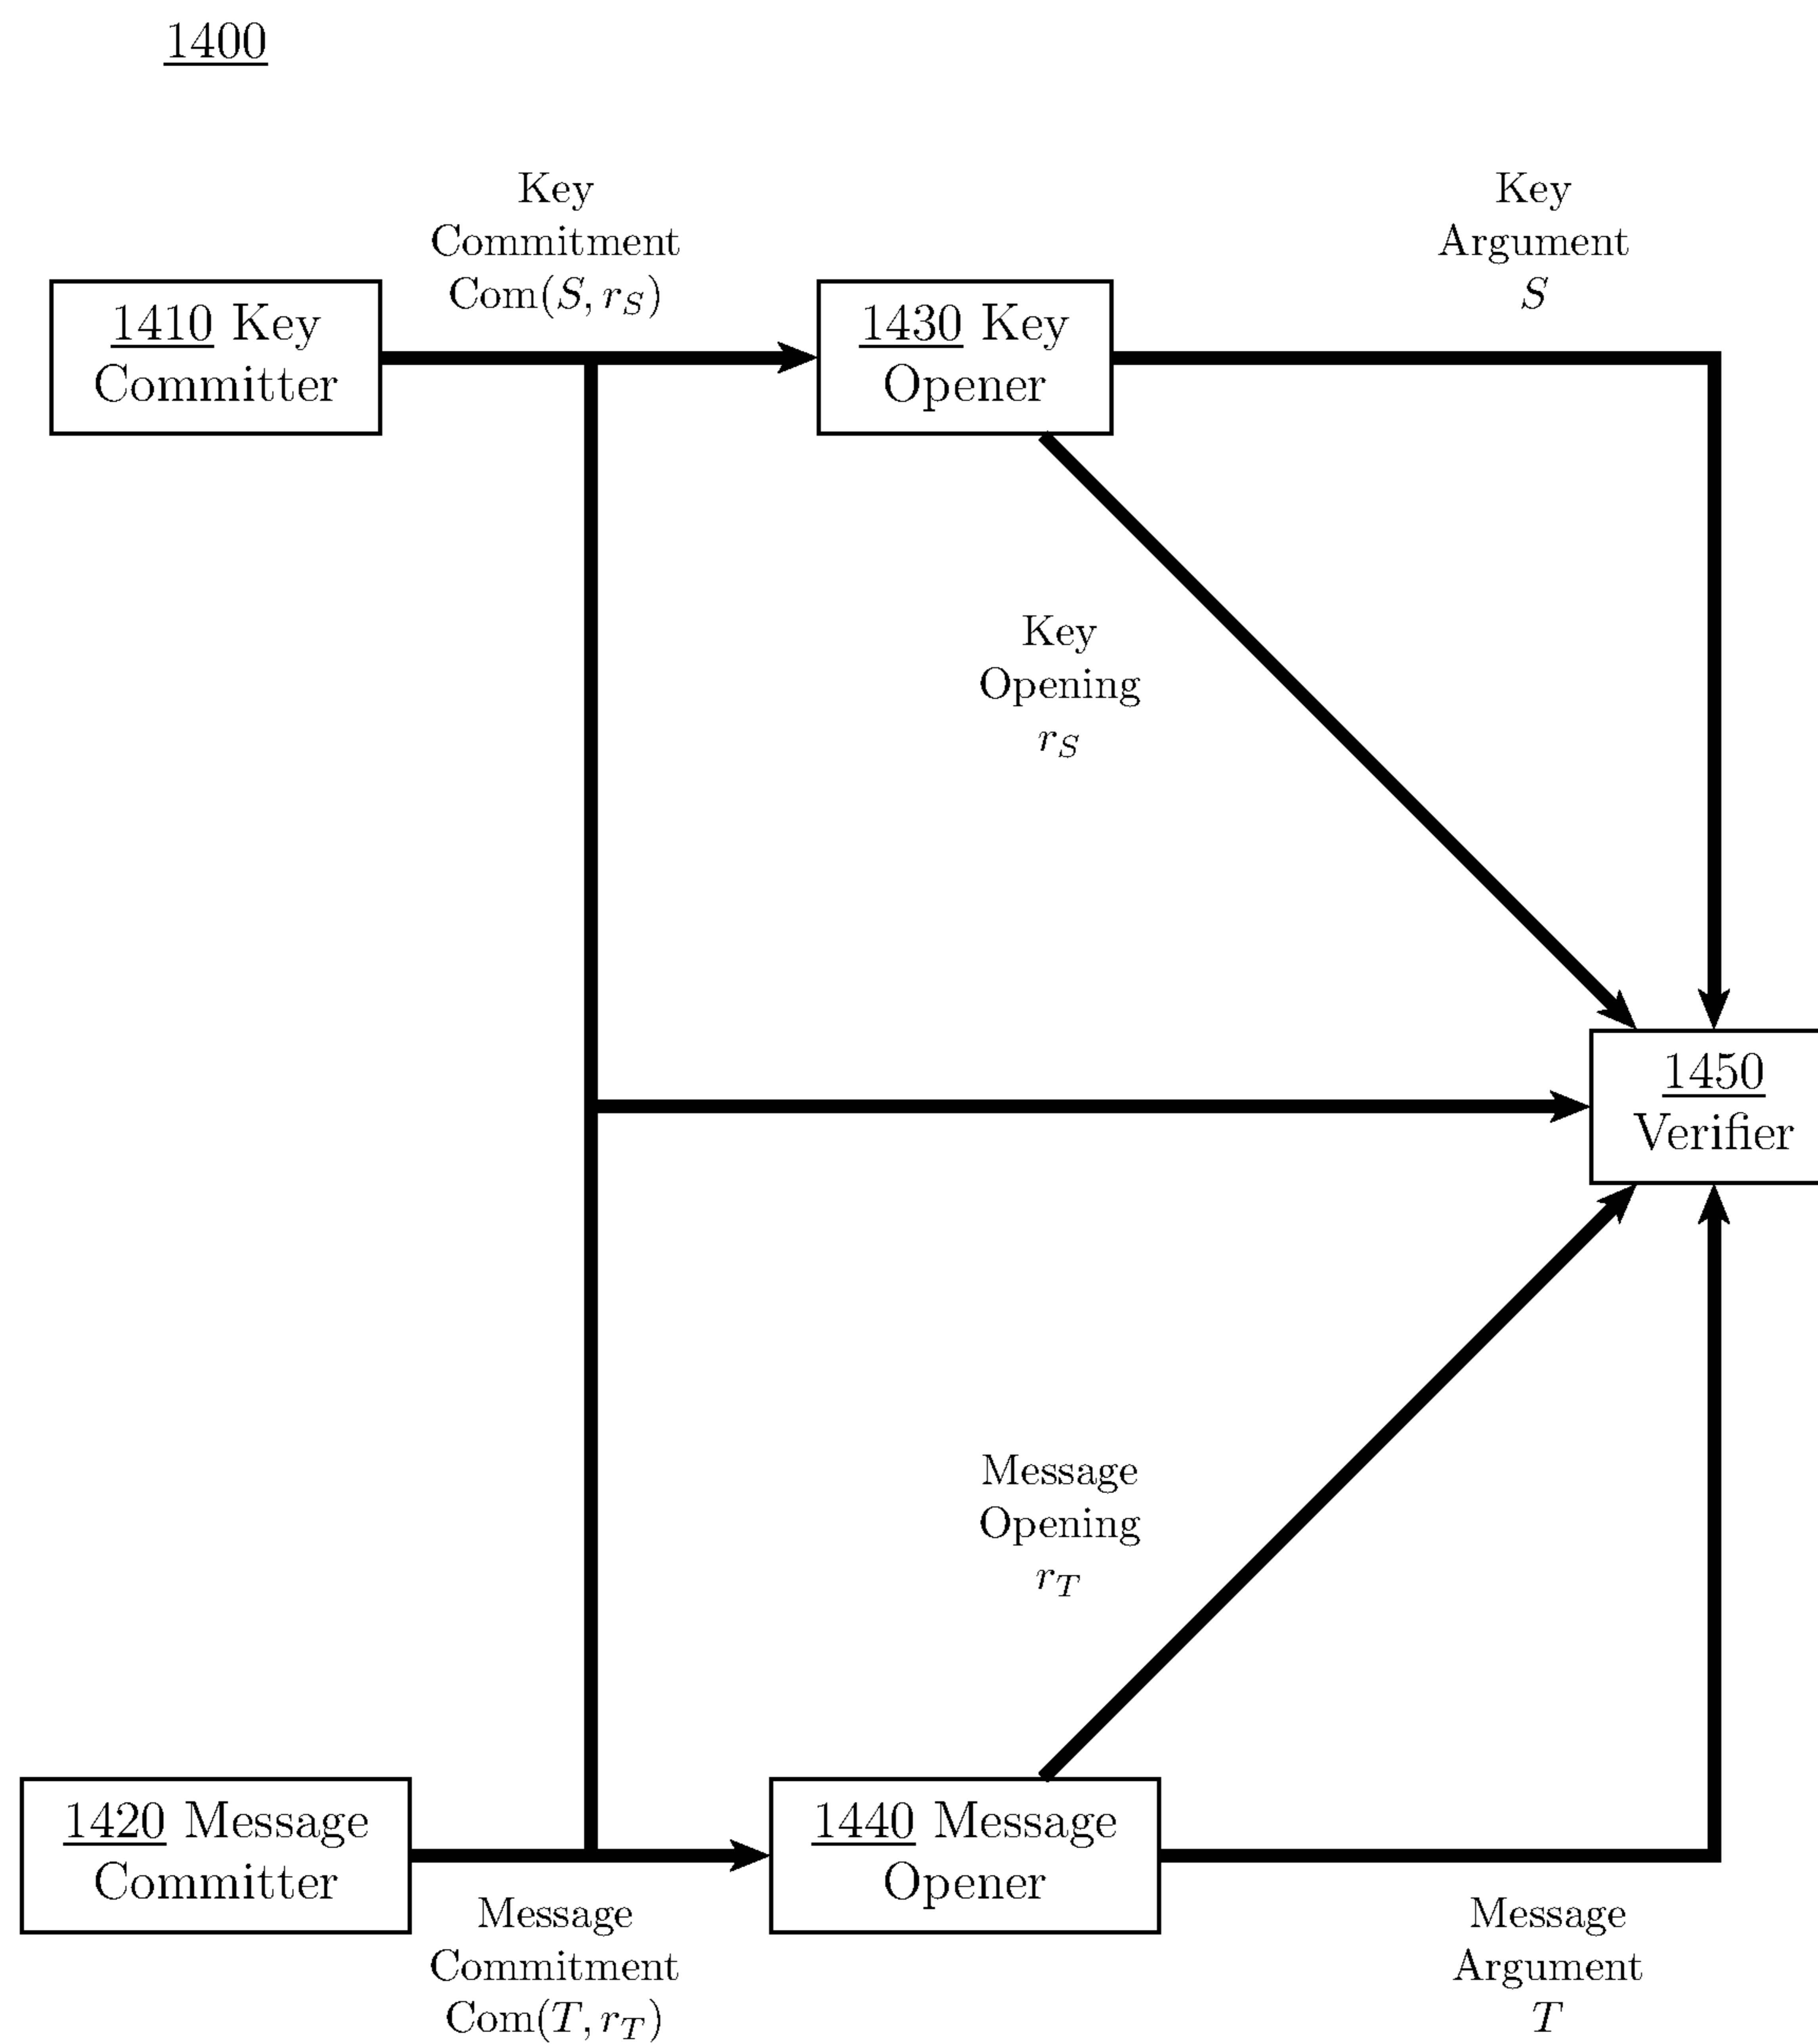 1400
Key
Commitment
Com(S, r_S)
Key
Argument
S
1410 Key
Committer
1430 Key
Opener
Key
Opening
r_S
1450
Verifier
Message
Opening
r_T
1420 Message
Committer
1440 Message
Opener
Message
Commitment
Com(T, r_T)
Message
Argument
T